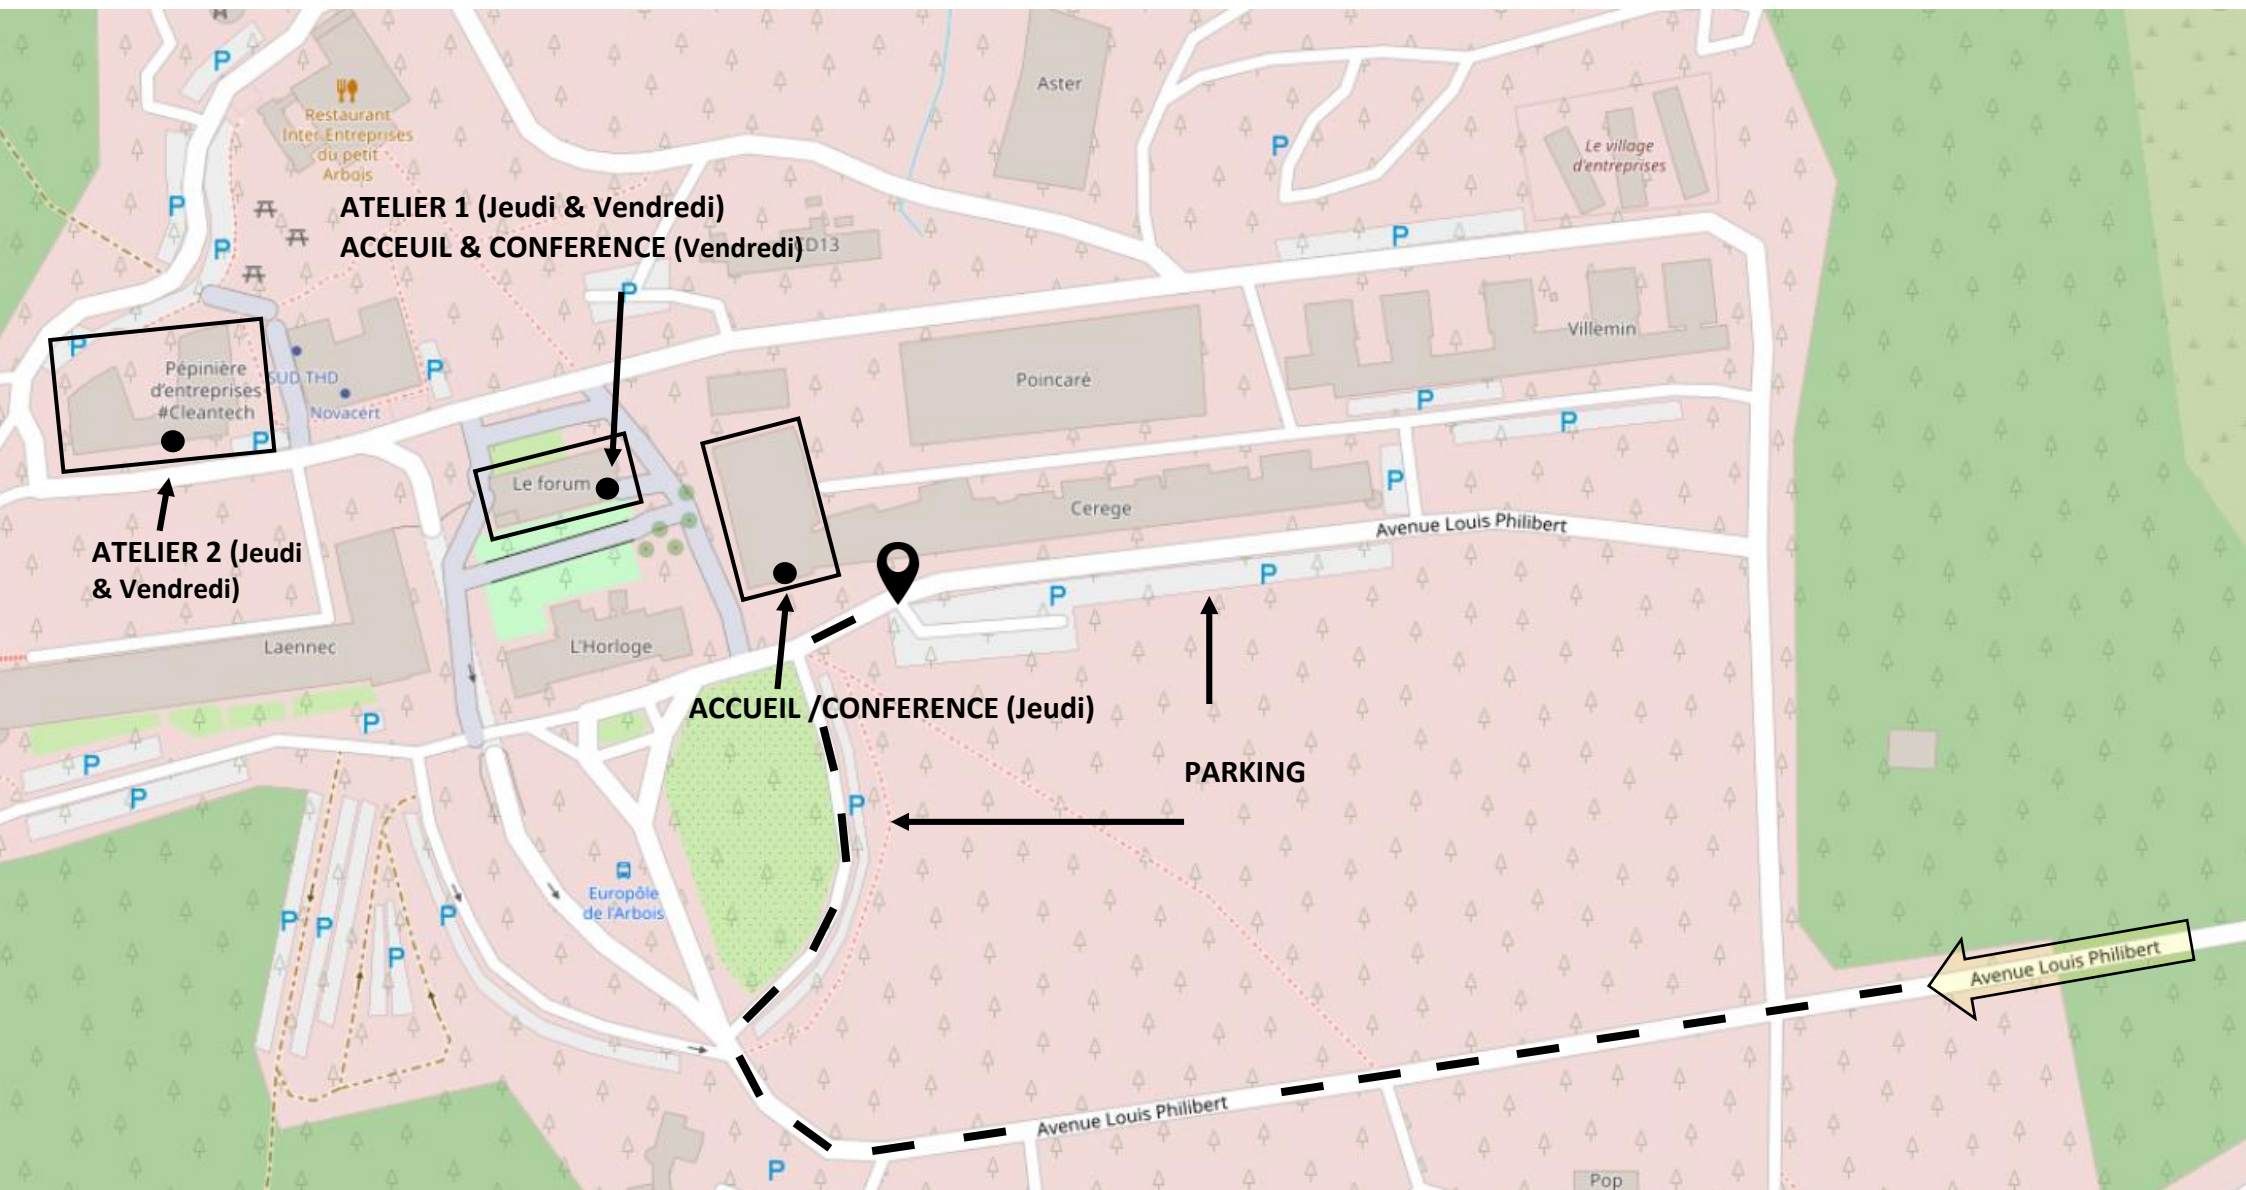 Aster
Restaurant
Inter Entreprises
du petit
Arbois
Le village
d'entreprises
P
P
P
P
P
ATELIER 1 (Jeudi & Vendredi)
ACCEUIL & CONFERENCE (Vendredi)
D13
P
P
P
P
Villemin
Poincaré
Pépinière
d'entreprises
#Cleantech
SUD THD
Novacert
P
P
P
P
Le forum
Cerege
Avenue Louis Philibert
ATELIER 2 (Jeudi
& Vendredi)
P
P
Laennec
L'Horloge
ACCUEIL /CONFERENCE (Jeudi)
P
P
P
PARKING
P
Europôle
de l'Arbois
P
P
P
P
Avenue Louis Philibert
Avenue Louis Philibert
P
Pop